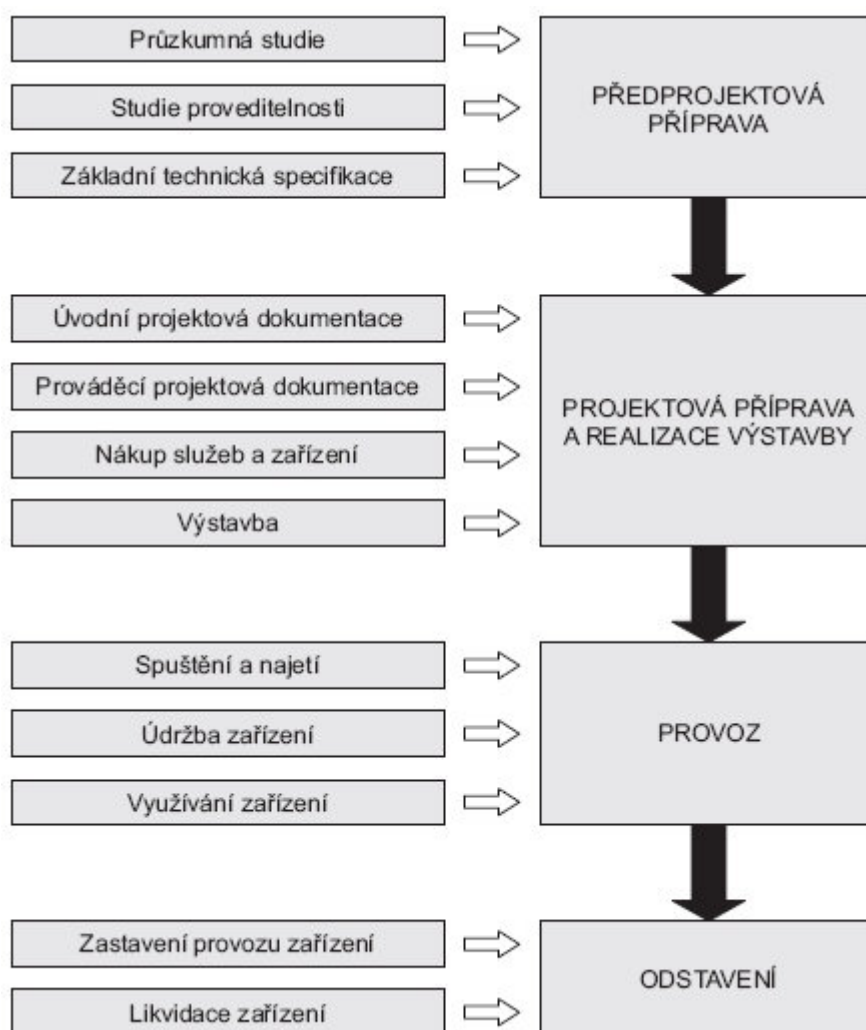 Průzkumná studie
Studie proveditelnosti
Základní technická specifikace
PŘEDPROJEKTOVÁ
PŘÍPRAVA
Úvodní projektová dokumentace
Prováděcí projektová dokumentace
Nákup služeb a zařízení
Výstavba
PROJEKTOVÁ PŘÍPRAVA
A REALIZACE VÝSTAVBY
Spuštění a najetí
Údržba zařízení
Využívání zařízení
PROVOZ
Zastavení provozu zařízení
Likvidace zařízení
ODSTAVENÍ